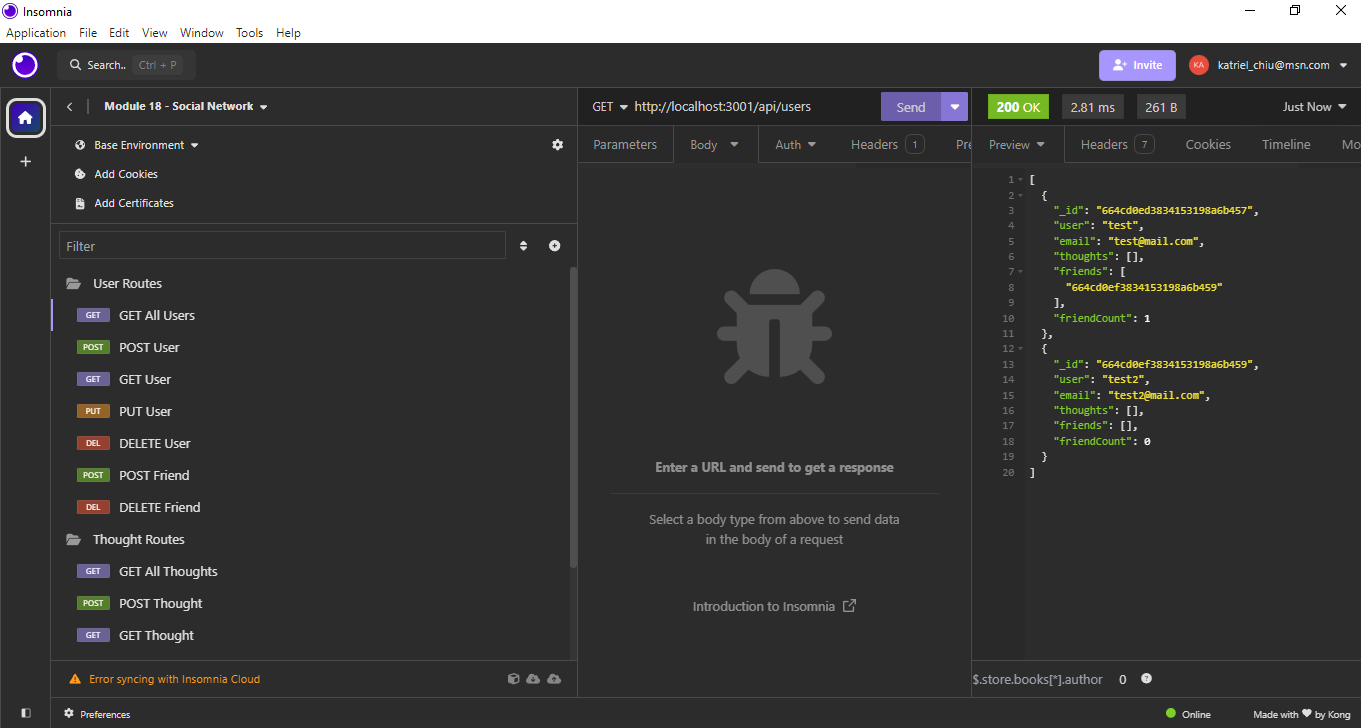 Insomnia
Application File Edit View Window Tools Help
Search.. Ctrl + P
Invite
KA katriel_chiu@msn.com
Module 18 - Social Network
Base Environment
Add Cookies
Add Certificates
Filter
User Routes
GET GET All Users
POST POST User
GET GET User
PUT PUT User
DEL DELETE User
POST POST Friend
DEL DELETE Friend
Thought Routes
GET GET All Thoughts
POST POST Thought
GET GET Thought
Error syncing with Insomnia Cloud
GET http://localhost:3001/api/users Send
Parameters Body Auth Headers 1 Pre
Enter a URL and send to get a response
Select a body type from above to send data
in the body of a request
Introduction to Insomnia
200 OK 2.81 ms 261 B Just Now
Preview Headers 7 Cookies Timeline Mo
1 [
2 {
3 "_id": "664cd0ed3834153198a6b457",
4 "user": "test",
5 "email": "test@mail.com",
6 "thoughts": [],
7 "friends": [
8 "664cd0ef3834153198a6b459"
9 ],
10 "friendCount": 1
11 },
12 {
13 "_id": "664cd0ef3834153198a6b459",
14 "user": "test2",
15 "email": "test2@mail.com",
16 "thoughts": [],
17 "friends": [],
18 "friendCount": 0
19 }
20 ]
$.store.books[*].author 0 ?
Preferences
Online Made with ♥ by Kong